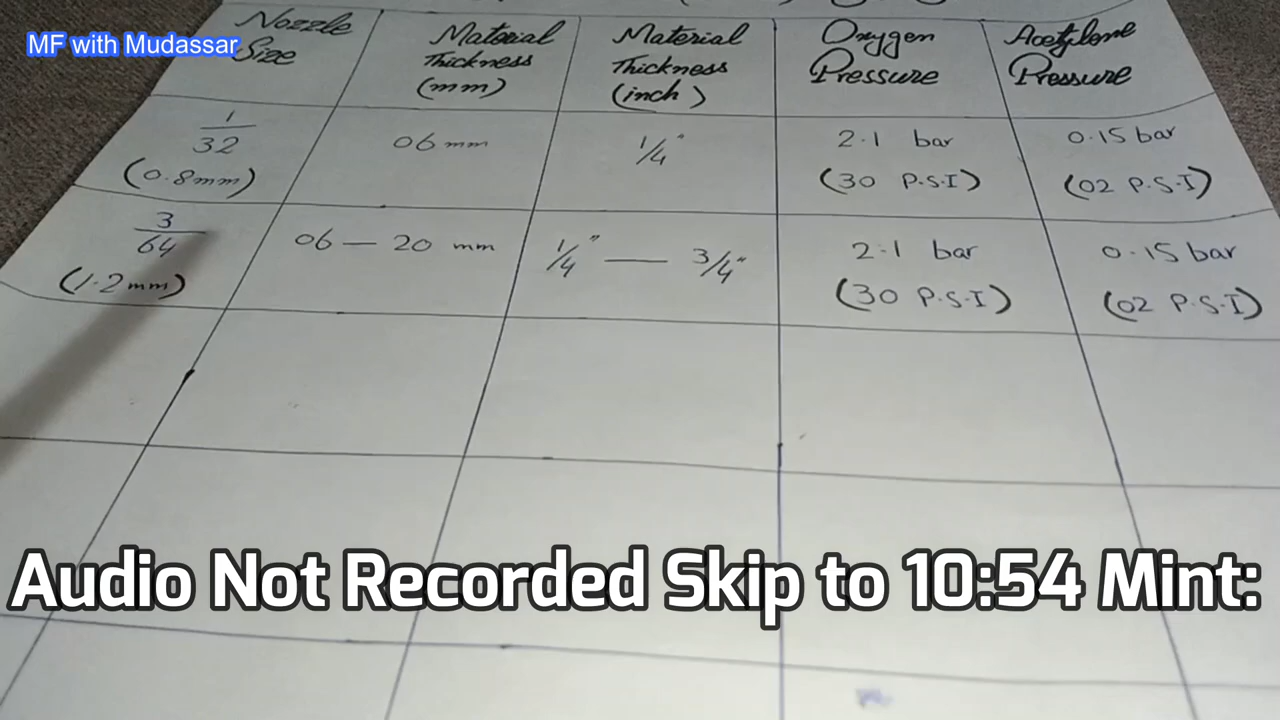 MF with Mudassar
Nozzle Size
Material Thickness (mm)
Material Thickness (inch)
Oxygen Pressure
Acetylene Pressure
1/32 (0.8mm)
06 mm
1/4"
2.1 bar (30 P.S.I)
0.15 bar (02 P.S.I)
3/64 (1.2 mm)
06 — 20 mm
1/4" — 3/4"
2.1 bar (30 P.S.I)
0.15 bar (02 P.S.I)
Audio Not Recorded Skip to 10:54 Mint: